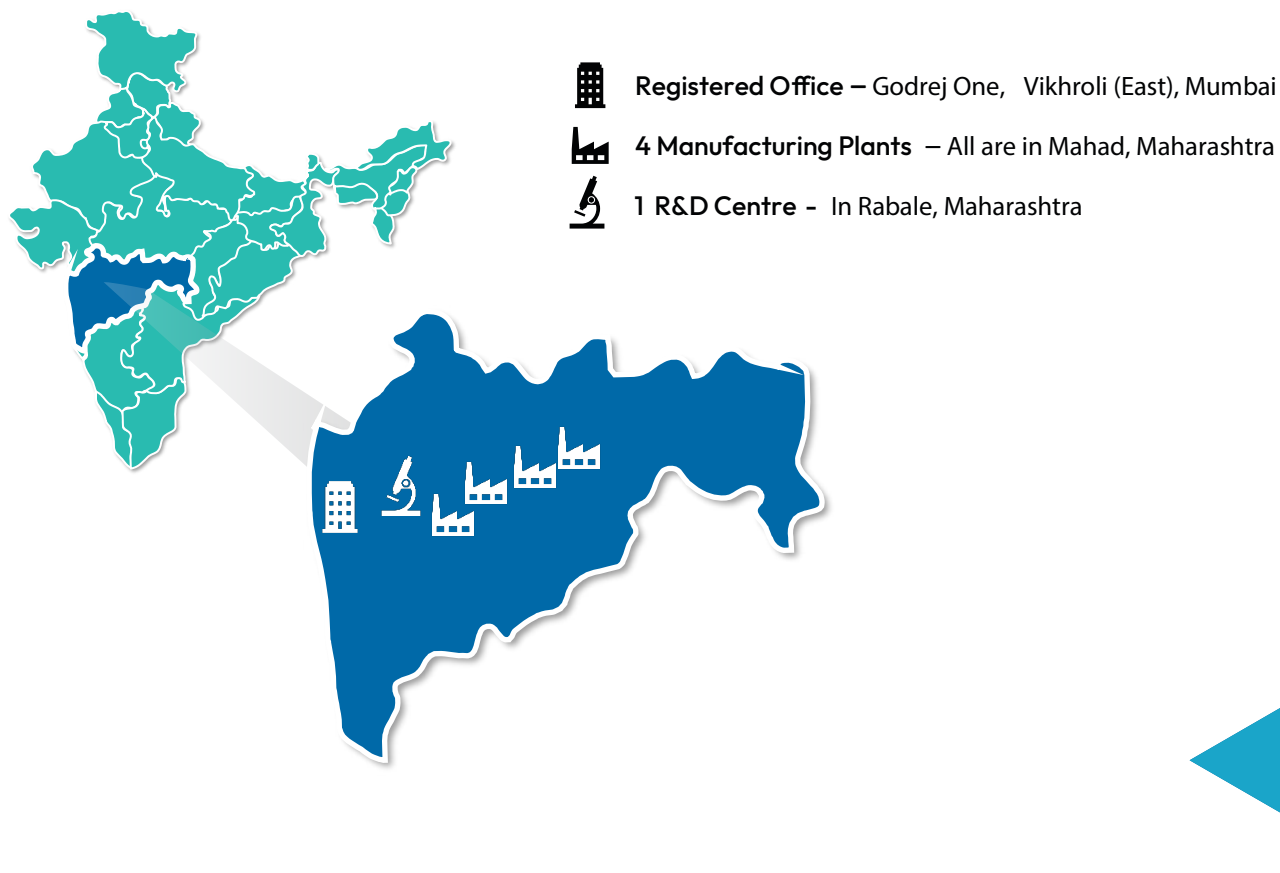 Registered Office – Godrej One, Vikhroli (East), Mumbai
4 Manufacturing Plants – All are in Mahad, Maharashtra
1 R&D Centre - In Rabale, Maharashtra